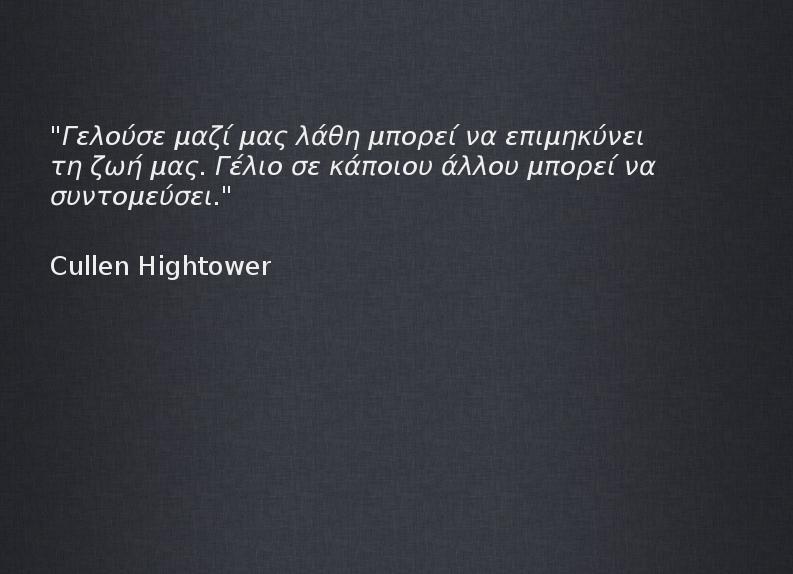 "Γελούσε μαζί μας λάθη μπορεί να επιμηκύνει
τη ζωή μας. Γέλιο σε κάποιου άλλου μπορεί να
συντομεύσει."
Cullen Hightower